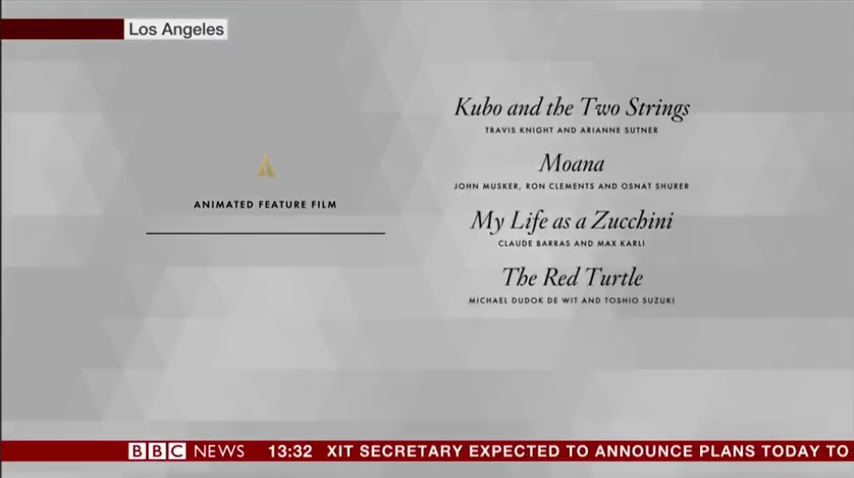 Los Angeles
ANIMATED FEATURE FILM
Kubo and the Two Strings
TRAVIS KNIGHT AND ARIANNE SUTNER
Moana
JOHN MUSKER, RON CLEMENTS AND OSNAT SHURER
My Life as a Zucchini
CLAUDE BARRAS AND MAX KARLI
The Red Turtle
MICHAEL DUDOK DE WIT AND TOSHIO SUZUKI
BBC NEWS 13:32 XIT SECRETARY EXPECTED TO ANNOUNCE PLANS TODAY TO